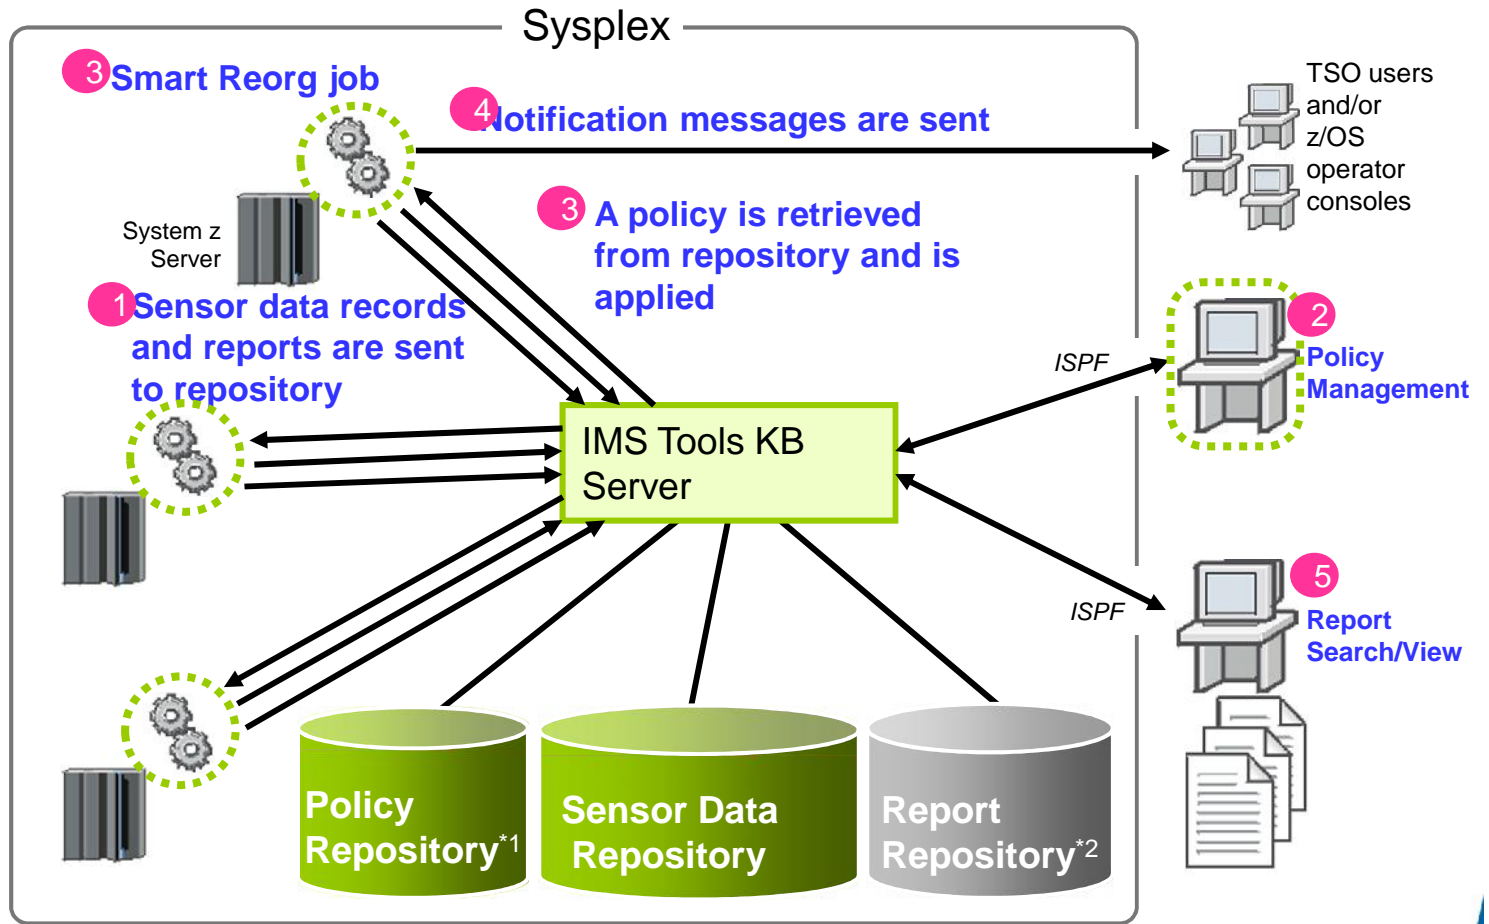 Sysplex
3 Smart Reorg job
4 Notification messages are sent
TSO users
and/or
z/OS
operator
consoles
System z
Server
3 A policy is retrieved
from repository and is
applied
1 Sensor data records
and reports are sent
to repository
ISPF
2
Policy
Management
IMS Tools KB
Server
ISPF
5
Report
Search/View
Policy
Repository*1
Sensor Data
Repository
Report
Repository*2